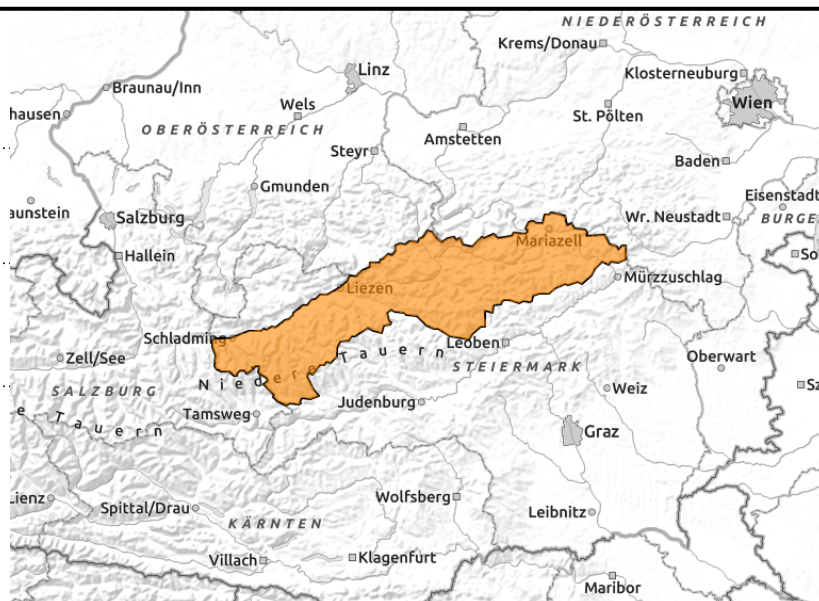 NIEDERÖSTERREICH
Krems/Donau
Linz
Klosterneuburg
Braunau/Inn
Wels
Wien
hausen
St. Pölten
OBERÖSTERREICH
Amstetten
Steyr
Baden
Gmunden
Eisenstadt
aunstein
Salzburg
Wr. Neustadt
BURGE
Mariazell
Hallein
So
Mürzzuschlag
Liezen
Schladming
Leoben
Zell/See
Niedere Tauern
STEIERMARK
Oberwart
SALZBURG
Weiz
Sz
Judenburg
Tamsweg
e Tauern
Graz
Lienz
Wolfsberg
Spittal/Drau
Leibnitz
KÄRNTEN
Villach
Klagenfurt
Maribor